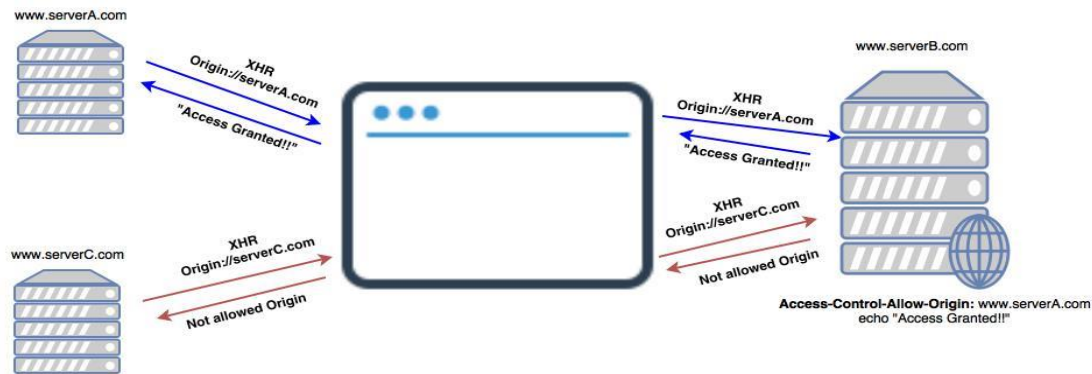 www.serverA.com
XHR
Origin://serverA.com
"Access Granted!!"
www.serverB.com
XHR
Origin://serverA.com
"Access Granted!!"
www.serverC.com
XHR
Origin://serverC.com
Not allowed Origin
XHR
Origin://serverC.com
Not allowed Origin
Access-Control-Allow-Origin: www.serverA.com
echo "Access Granted!!"